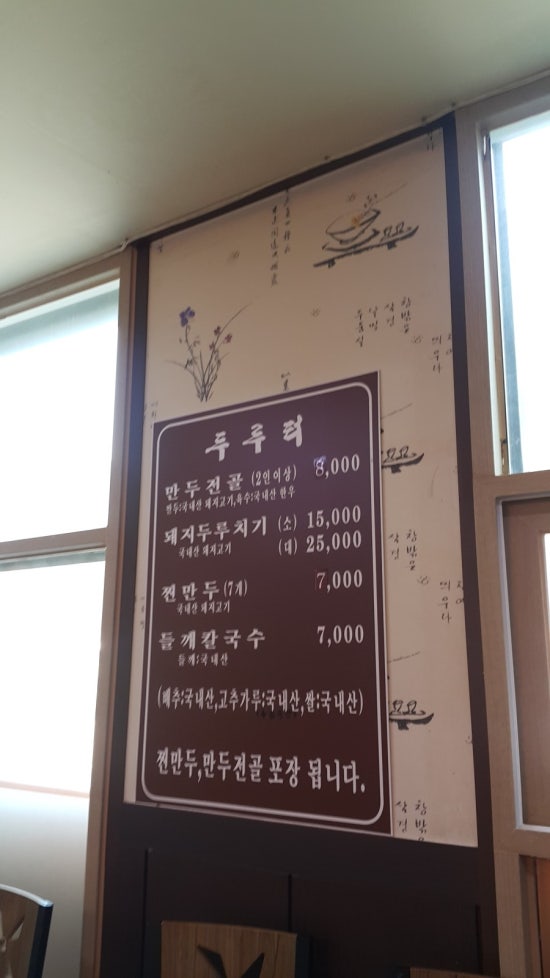 두루터
만두전골 (2인이상) 8,000
만두:국내산 돼지고기,육수:국내산 한우
돼지두루치기 (소) 15,000
국내산 돼지고기 (대) 25,000
찐만두 (7개) 7,000
국내산 돼지고기
들깨칼국수 7,000
들깨:국내산
(배추:국내산,고추가루:국내산,쌀:국내산)
찐만두,만두전골 포장 됩니다.